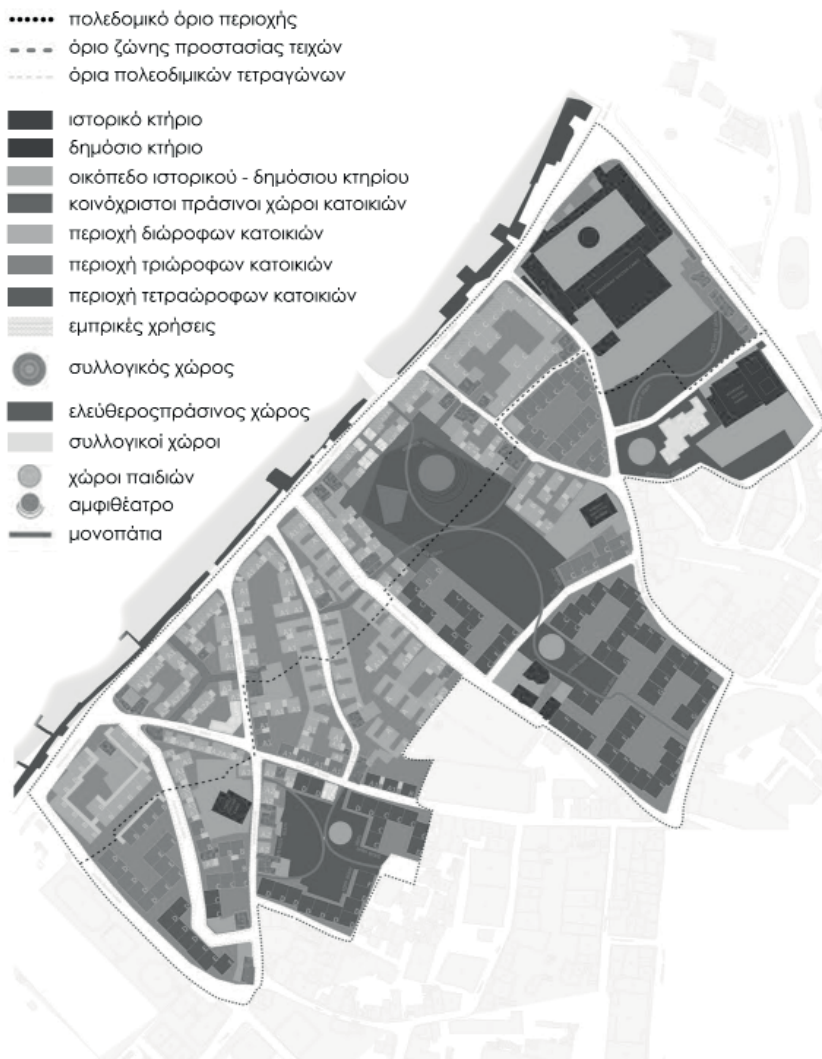 πολεδομικό όριο περιοχής
όριο ζώνης προστασίας τειχών
όρια πολεοδιμικών τετραγώνων
ιστορικό κτήριο
δημόσιο κτήριο
οικόπεδο ιστορικού - δημόσιου κτηρίου
κοινόχριστοι πράσινοι χώροι κατοικιών
περιοχή διώροφων κατοικιών
περιοχή τριώροφων κατοικιών
περιοχή τετραώροφων κατοικιών
εμπρικές χρήσεις
συλλογικός χώρος
ελεύθεροςπράσινος χώρος
συλλογικοί χώροι
χώροι παιδιών
αμφιθέατρο
μονοπάτια